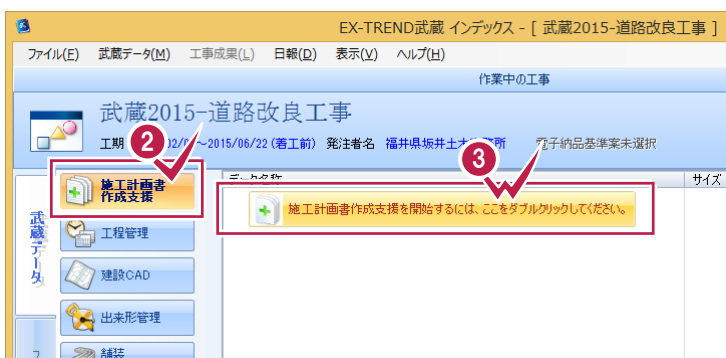 EX-TREND武蔵 インデックス - [ 武蔵2015-道路改良工事 ]
ファイル(F) 武蔵データ(M) 工事成果(L) 日報(D) 表示(V) ヘルプ(H)
作業中の工事
武蔵2015-道路改良工事
工期 ～2015/06/22 (着工前) 発注者名 福井県坂井土木 電子納品基準案未選択
2
3
サイズ
施工計画書
作成支援
施工計画書作成支援を開始するには、ここをダブルクリックしてください。
武蔵データ
工程管理
建設CAD
出来形管理
舗装